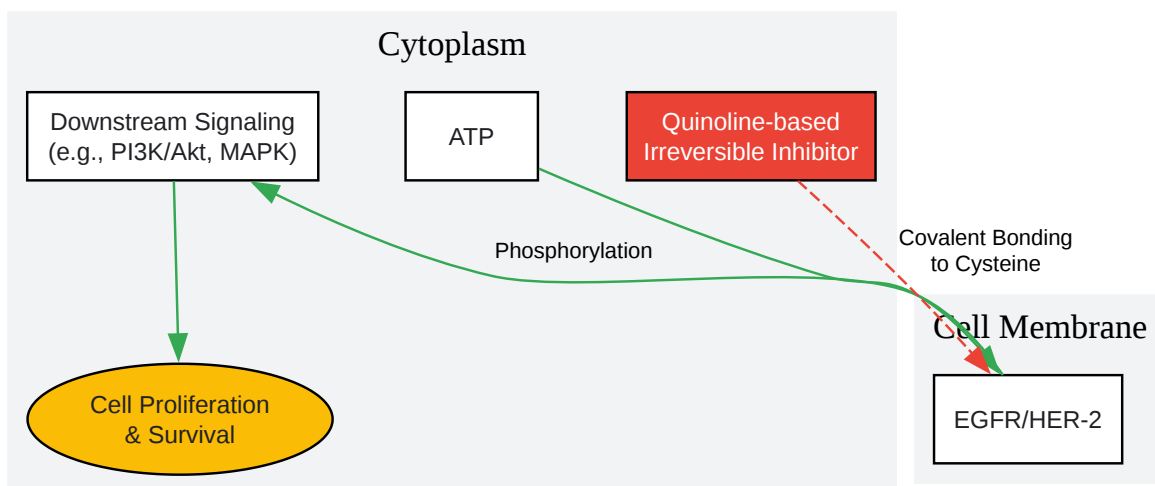 Cytoplasm
Downstream Signaling
(e.g., PI3K/Akt, MAPK)
ATP
Quinoline-based
Irreversible Inhibitor
Phosphorylation
Covalent Bonding
to Cysteine
Cell Membrane
Cell Proliferation
& Survival
EGFR/HER-2